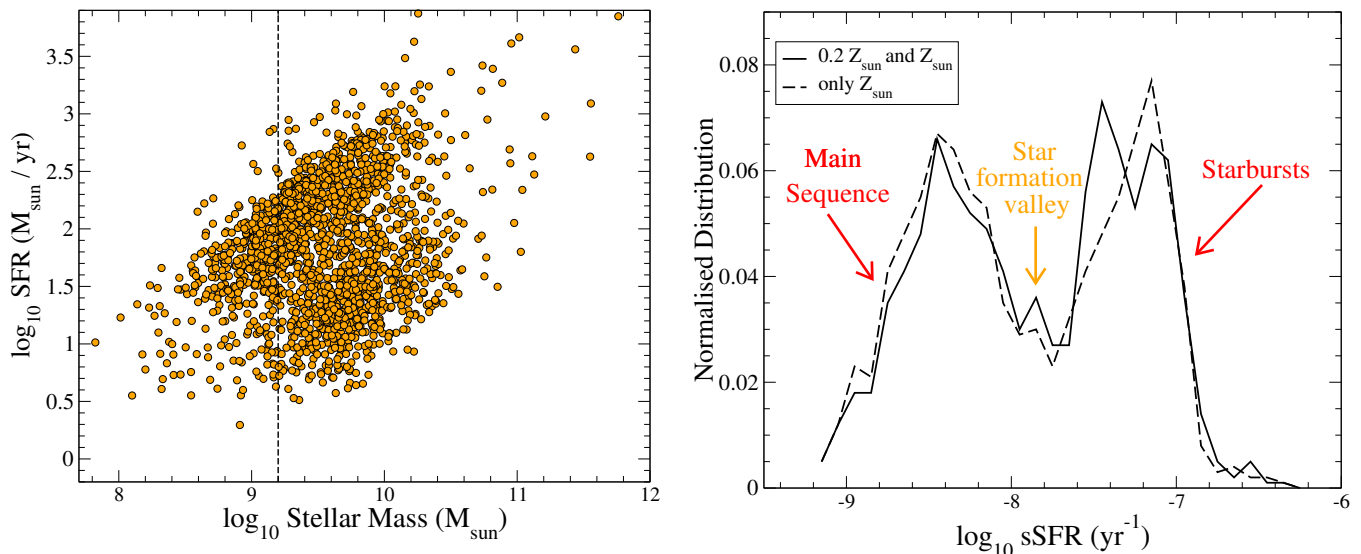 3.5
3
2.5
2
1.5
1
0.5
0
log10 SFR (Msun / yr)
8
9
10
11
12
log10 Stellar Mass (Msun)
0.2 Zsun and Zsun
only Zsun
0.08
0.06
0.04
0.02
0
Normalised Distribution
Main
Sequence
Star
formation
valley
Starbursts
-9
-8
-7
-6
log10 sSFR (yr-1)